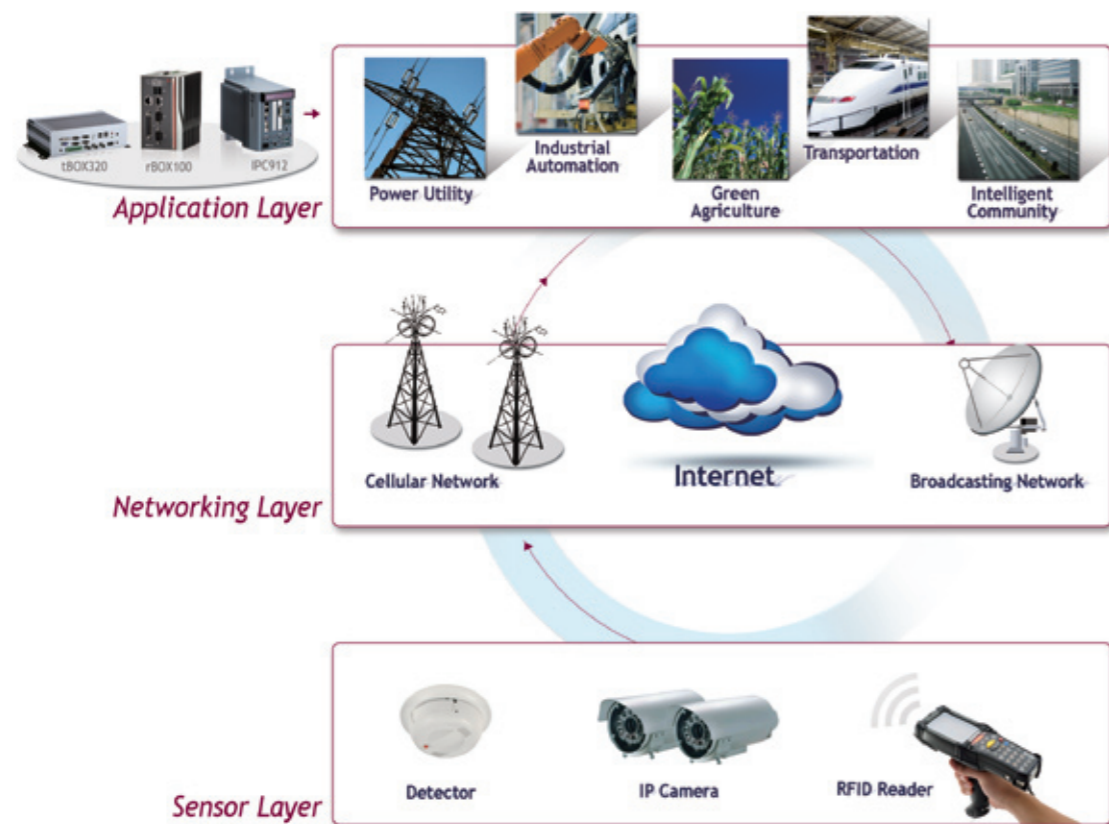 tBOX320
rBOX100
IPC912
Application Layer
Power Utility
Industrial
Automation
Green
Agriculture
Transportation
Intelligent
Community
Networking Layer
Cellular Network
Internet
Broadcasting Network
Sensor Layer
Detector
IP Camera
RFID Reader